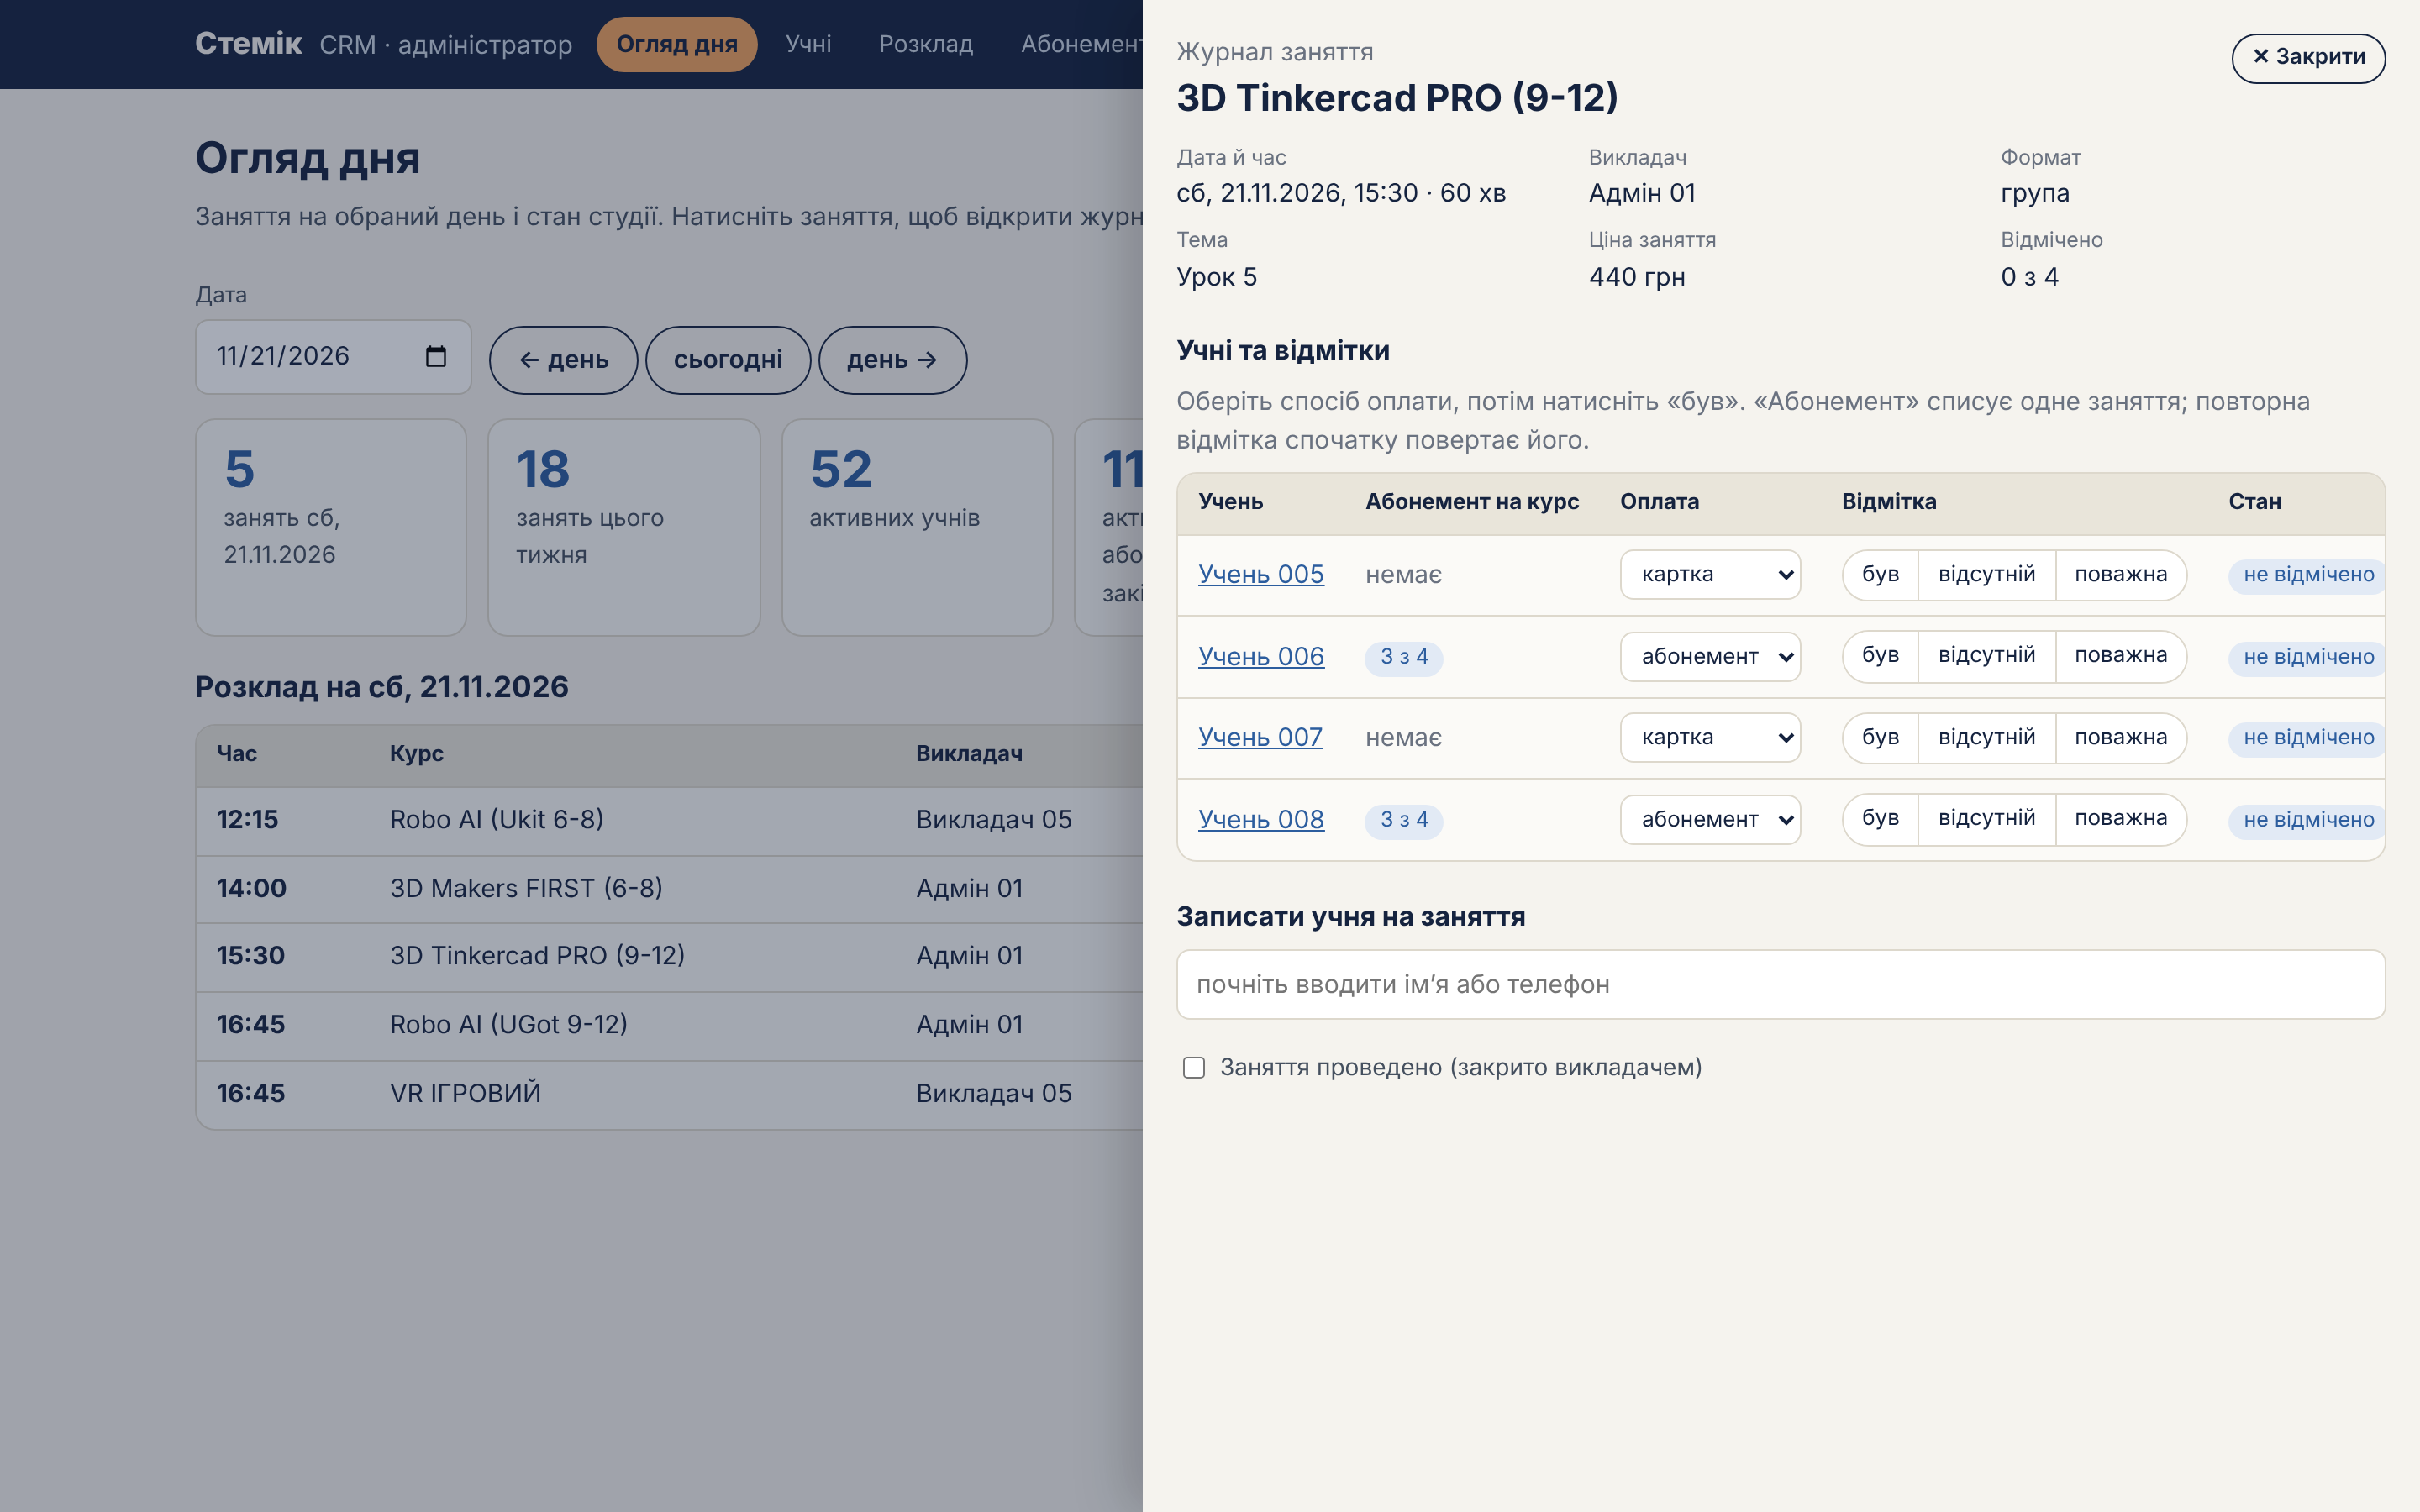 Стемік CRM · адміністратор Огляд дня Учні Розклад
Огляд дня
Заняття на обраний день і стан студії. Натисніть заняття, щоб відкрити
Дата
11/21/2026 ← день сьогодні день →
5
занять сб,
21.11.2026
18
занять цього
тижня
52
активних учнів
Розклад на сб, 21.11.2026
Час Курс Викладач
12:15 Robo AI (Ukit 6-8) Викладач 05
14:00 3D Makers FIRST (6-8) Адмін 01
15:30 3D Tinkercad PRO (9-12) Адмін 01
16:45 Robo AI (UGot 9-12) Адмін 01
16:45 VR ІГРОВИЙ Викладач 05
Журнал заняття
3D Tinkercad PRO (9-12)
✕ Закрити
Дата й час Викладач Формат
сб, 21.11.2026, 15:30 · 60 хв Адмін 01 група
Тема Ціна заняття Відмічено
Урок 5 440 грн 0 з 4
Учні та відмітки
Оберіть спосіб оплати, потім натисніть «був». «Абонемент» списує одне заняття; повторна
відмітка спочатку повертає його.
Учень Абонемент на курс Оплата Відмітка Стан
Учень 005 немає картка був відсутній поважна не відмічено
Учень 006 3 з 4 абонемент був відсутній поважна не відмічено
Учень 007 немає картка був відсутній поважна не відмічено
Учень 008 3 з 4 абонемент був відсутній поважна не відмічено
Записати учня на заняття
почніть вводити ім’я або телефон
Заняття проведено (закрито викладачем)